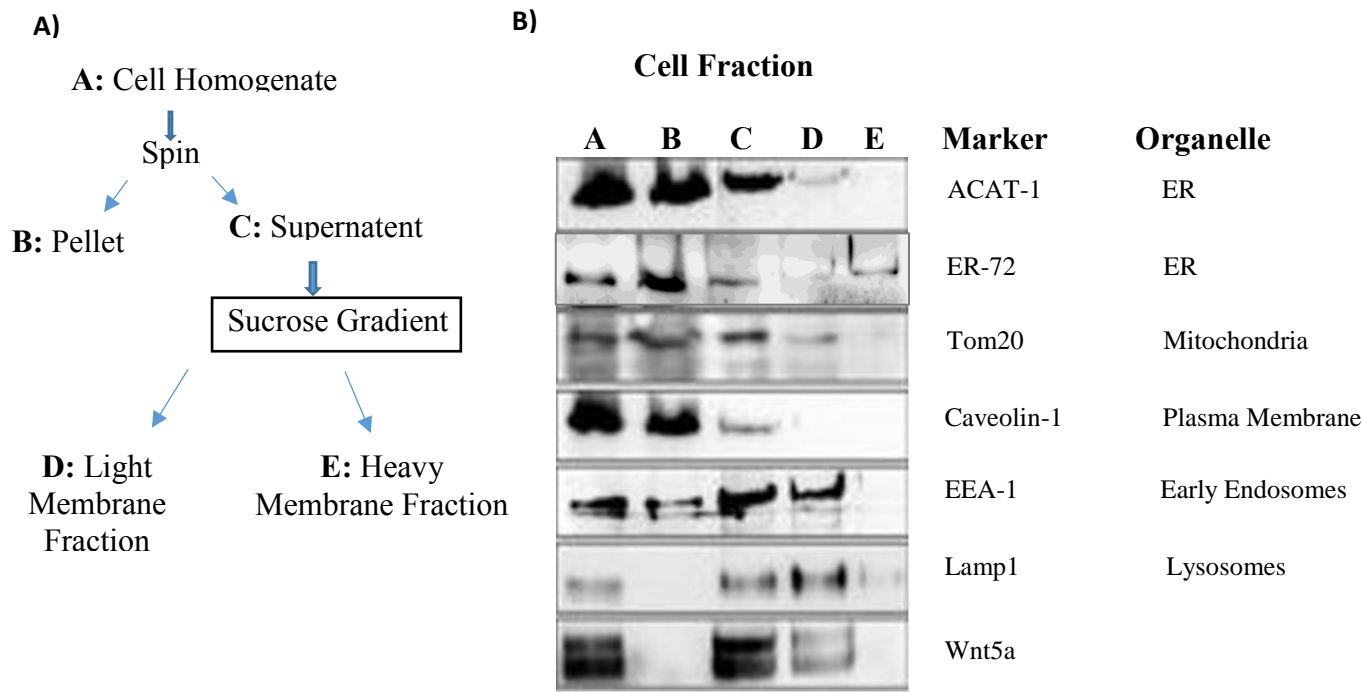 A)
A: Cell Homogenate
Spin
B: Pellet
C: Supernatent
Sucrose Gradient
D: Light
Membrane
Fraction
E: Heavy
Membrane Fraction
B)
Cell Fraction
A B C D E Marker Organelle
ACAT-1 ER
ER-72 ER
Tom20 Mitochondria
Caveolin-1 Plasma Membrane
EEA-1 Early Endosomes
Lamp1 Lysosomes
Wnt5a